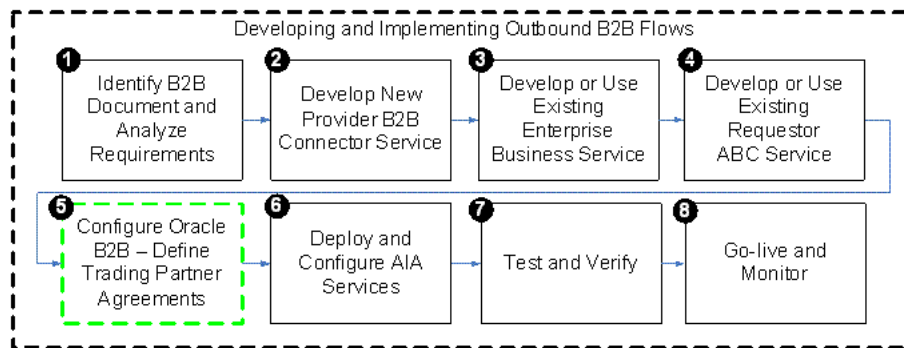 Developing and Implementing Outbound B2B Flows
1
Identify B2B
Document and
Analyze
Requirements
2
Develop New
Provider B2B
Connector Service
3
Develop or Use
Existing
Enterprise
Business Service
4
Develop or Use
Existing
Requestor
ABC Service
5
Configure Oracle
B2B – Define
Trading Partner
Agreements
6
Deploy and
Configure AIA
Services
7
Test and Verify
8
Go-live and
Monitor